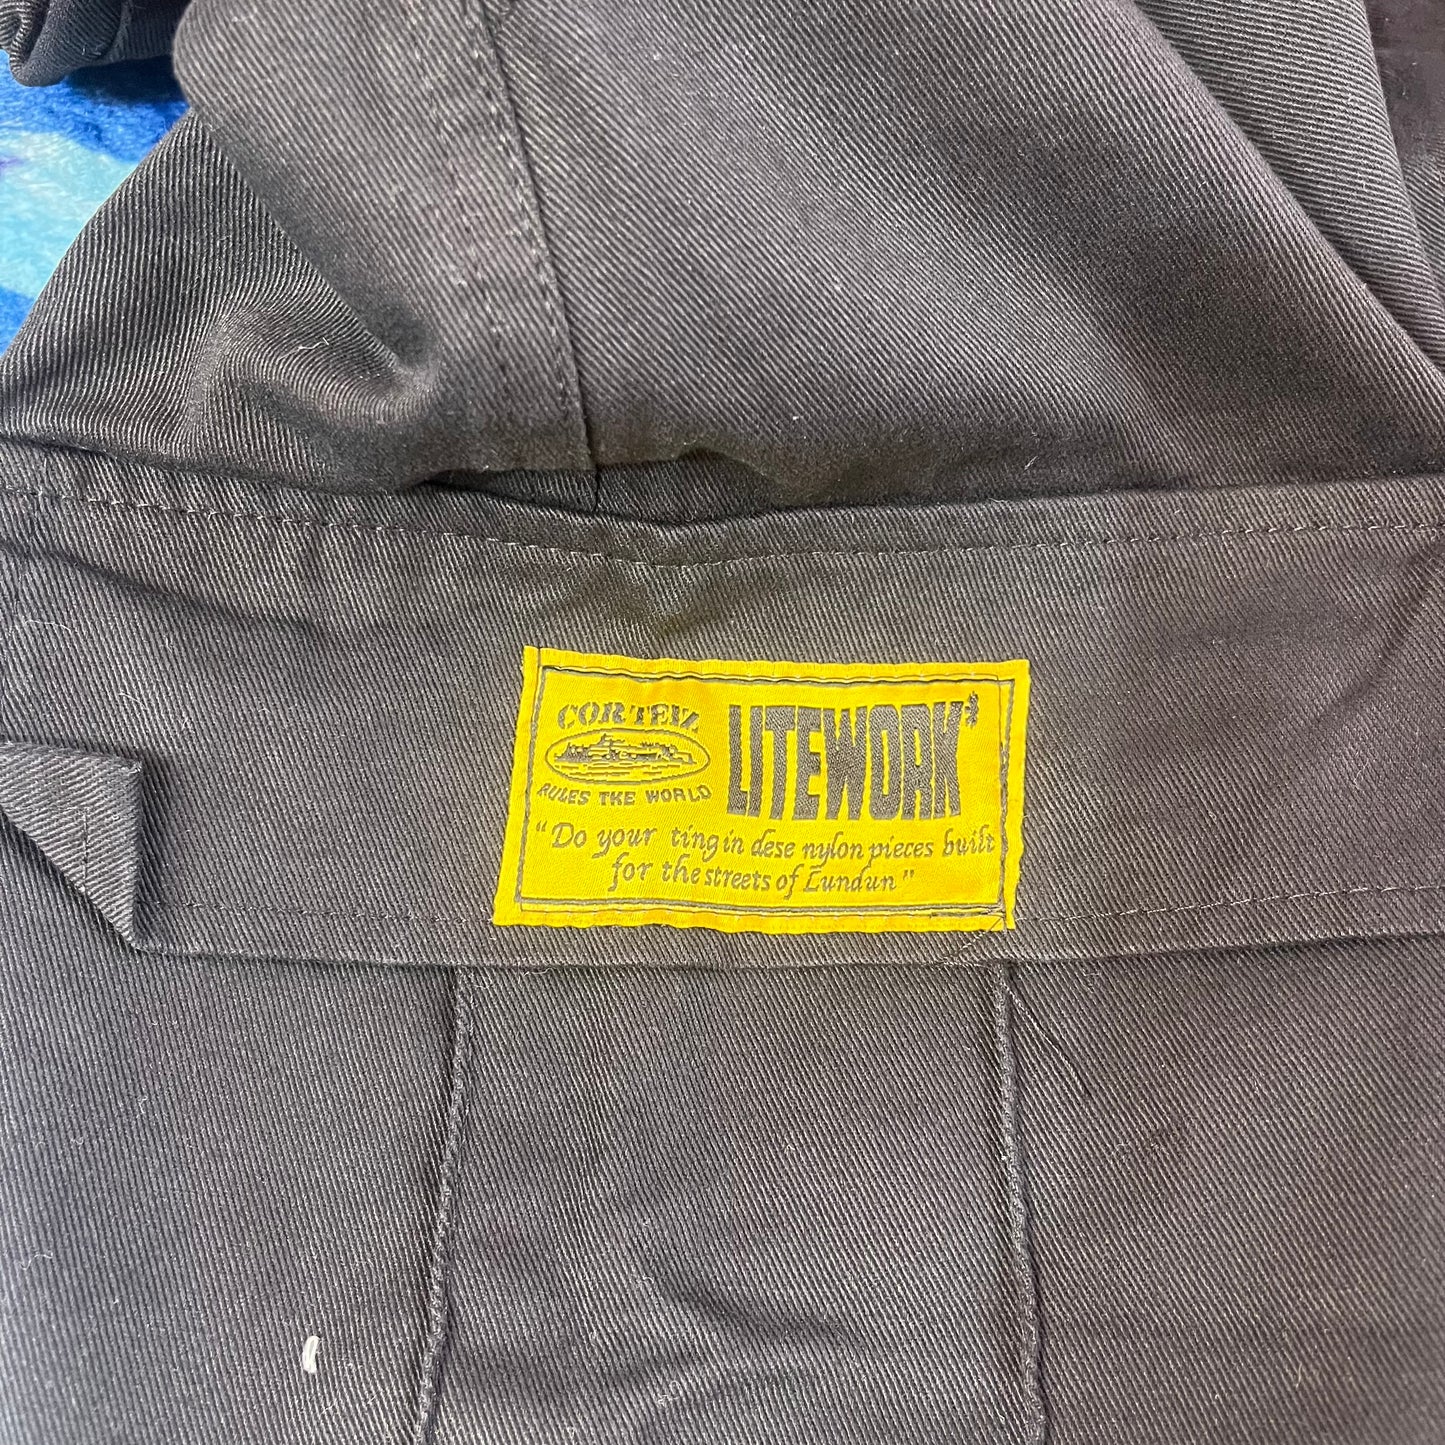 CORTEIZ
RULES THE WORLD
LITEWORK
"Do your ting in dese nylon pieces built
for the streets of Lundun"